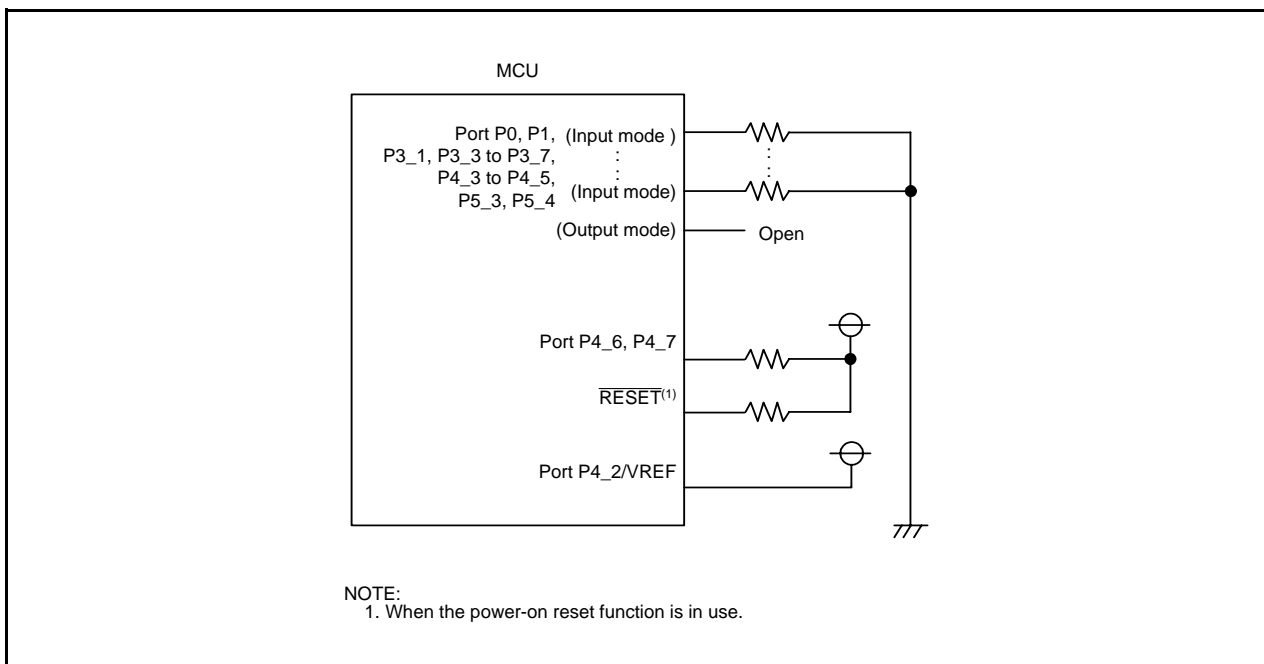 MCU
Port P0, P1, (Input mode )
P3_1, P3_3 to P3_7, :
P4_3 to P4_5, :
P5_3, P5_4 (Input mode)
(Output mode) Open
Port P4_6, P4_7
RESET(1)
Port P4_2/VREF
NOTE:
1. When the power-on reset function is in use.